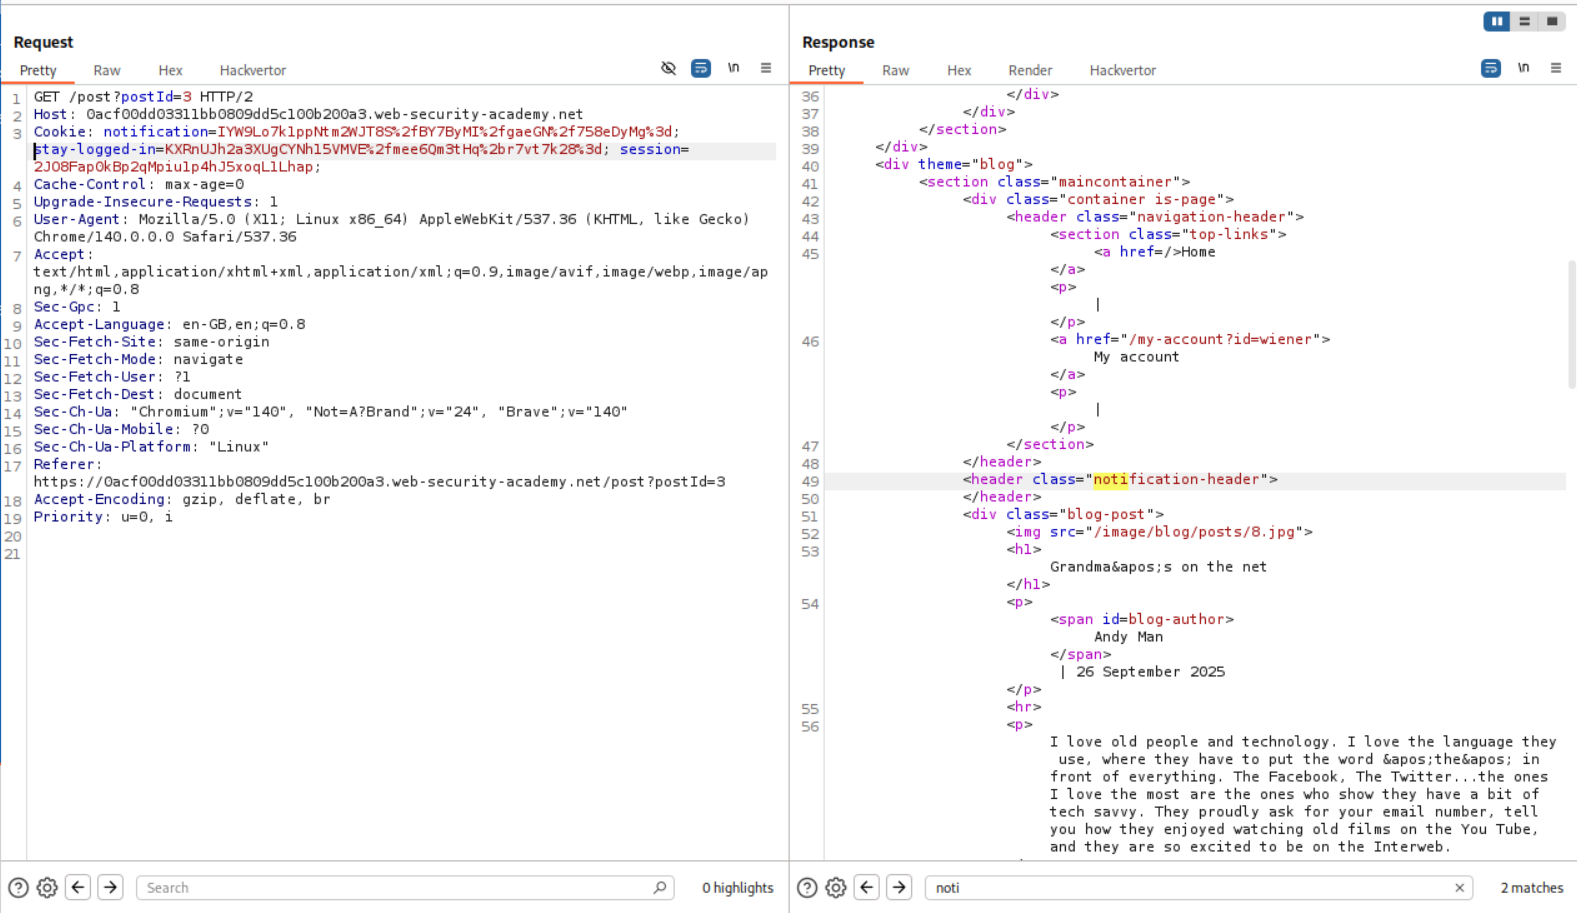 Request
Pretty Raw Hex Hackvertor \n
1 GET /post?postId=3 HTTP/2
2 Host: 0acf00dd03311bb0809dd5c100b200a3.web-security-academy.net
3 Cookie: notification=IYW9Lo7k1ppNtm2WJT8S%2fBY7ByMI%2fgaeGN%2f758eDyMg%3d;
stay-logged-in=KXRnUJh2a3XUgCYNh15VMVE%2fmee6Qm3tHq%2br7vt7k28%3d; session=
2JO8Fap0kBp2qMpiu1p4hJ5xoqL1Lhap;
4 Cache-Control: max-age=0
5 Upgrade-Insecure-Requests: 1
6 User-Agent: Mozilla/5.0 (X11; Linux x86_64) AppleWebKit/537.36 (KHTML, like Gecko)
Chrome/140.0.0.0 Safari/537.36
7 Accept:
text/html,application/xhtml+xml,application/xml;q=0.9,image/avif,image/webp,image/ap
ng,*/*;q=0.8
8 Sec-Gpc: 1
9 Accept-Language: en-GB,en;q=0.8
10 Sec-Fetch-Site: same-origin
11 Sec-Fetch-Mode: navigate
12 Sec-Fetch-User: ?1
13 Sec-Fetch-Dest: document
14 Sec-Ch-Ua: "Chromium";v="140", "Not=A?Brand";v="24", "Brave";v="140"
15 Sec-Ch-Ua-Mobile: ?0
16 Sec-Ch-Ua-Platform: "Linux"
17 Referer:
https://0acf00dd03311bb0809dd5c100b200a3.web-security-academy.net/post?postId=3
18 Accept-Encoding: gzip, deflate, br
19 Priority: u=0, i
20
21
Search
0 highlights
Response
Pretty Raw Hex Render Hackvertor \n
36 </div>
37 </div>
38 </section>
39 </div>
40 <div theme="blog">
41 <section class="maincontainer">
42 <div class="container is-page">
43 <header class="navigation-header">
44 <section class="top-links">
45 <a href=/>Home
</a>
<p>
|
</p>
46 <a href="/my-account?id=wiener">
My account
</a>
<p>
|
</p>
47 </section>
48 </header>
49 <header class="notification-header">
50 </header>
51 <div class="blog-post">
52 <img src="/image/blog/posts/8.jpg">
53 <h1>
Grandma&apos;s on the net
</h1>
54 <p>
<span id=blog-author>
Andy Man
</span>
| 26 September 2025
</p>
55 <hr>
56 <p>
I love old people and technology. I love the language they
use, where they have to put the word &apos;the&apos; in
front of everything. The Facebook, The Twitter...the ones
I love the most are the ones who show they have a bit of
tech savvy. They proudly ask for your email number, tell
you how they enjoyed watching old films on the You Tube,
and they are so excited to be on the Interweb.
noti
2 matches